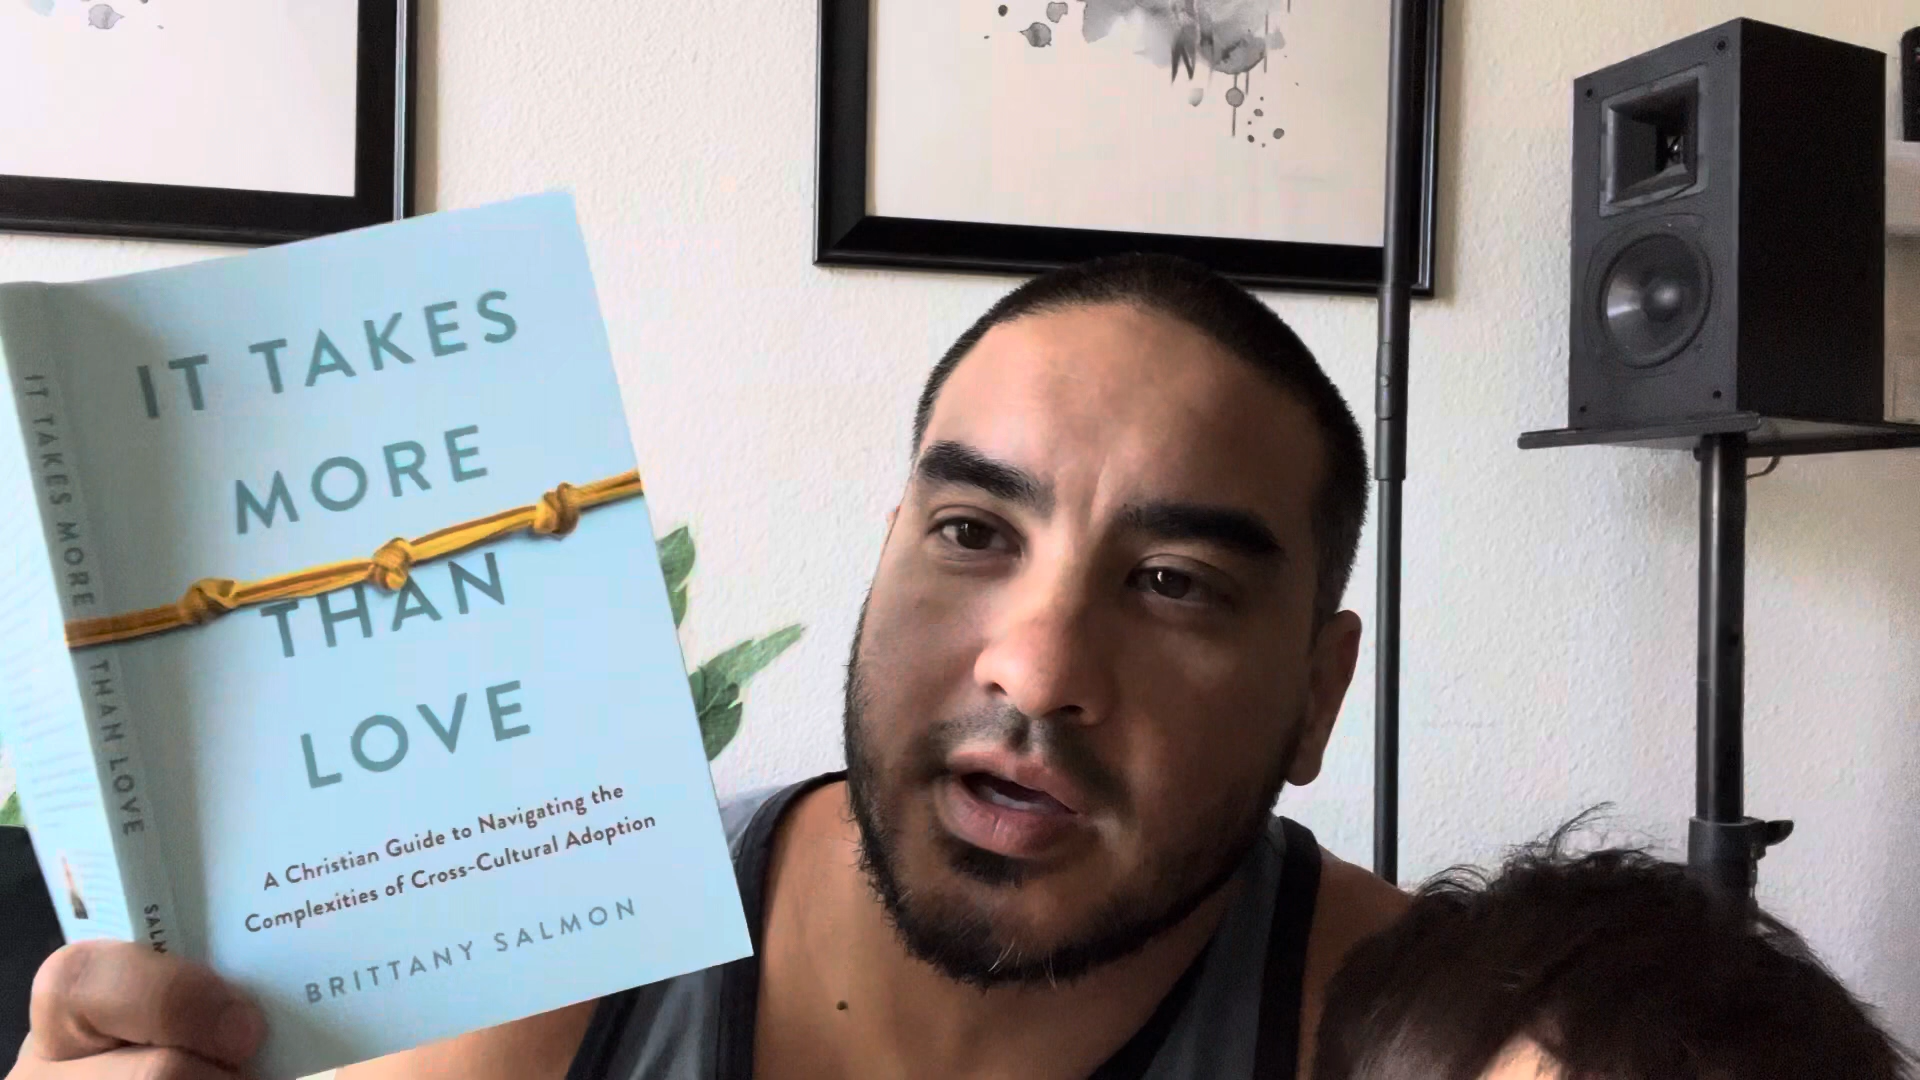 IT TAKES
MORE
THAN
LOVE
A Christian Guide to Navigating the
Complexities of Cross-Cultural Adoption
BRITTANY SALMON
IT TAKES MORE THAN LOVE SALM